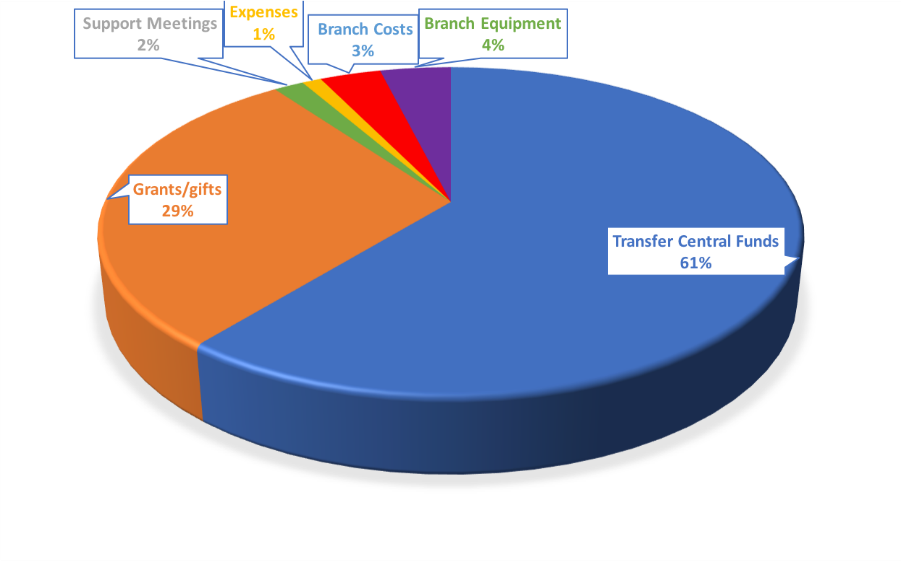 Support Meetings
2%
Expenses
1%
Branch Costs
3%
Branch Equipment
4%
Grants/gifts
29%
Transfer Central Funds
61%